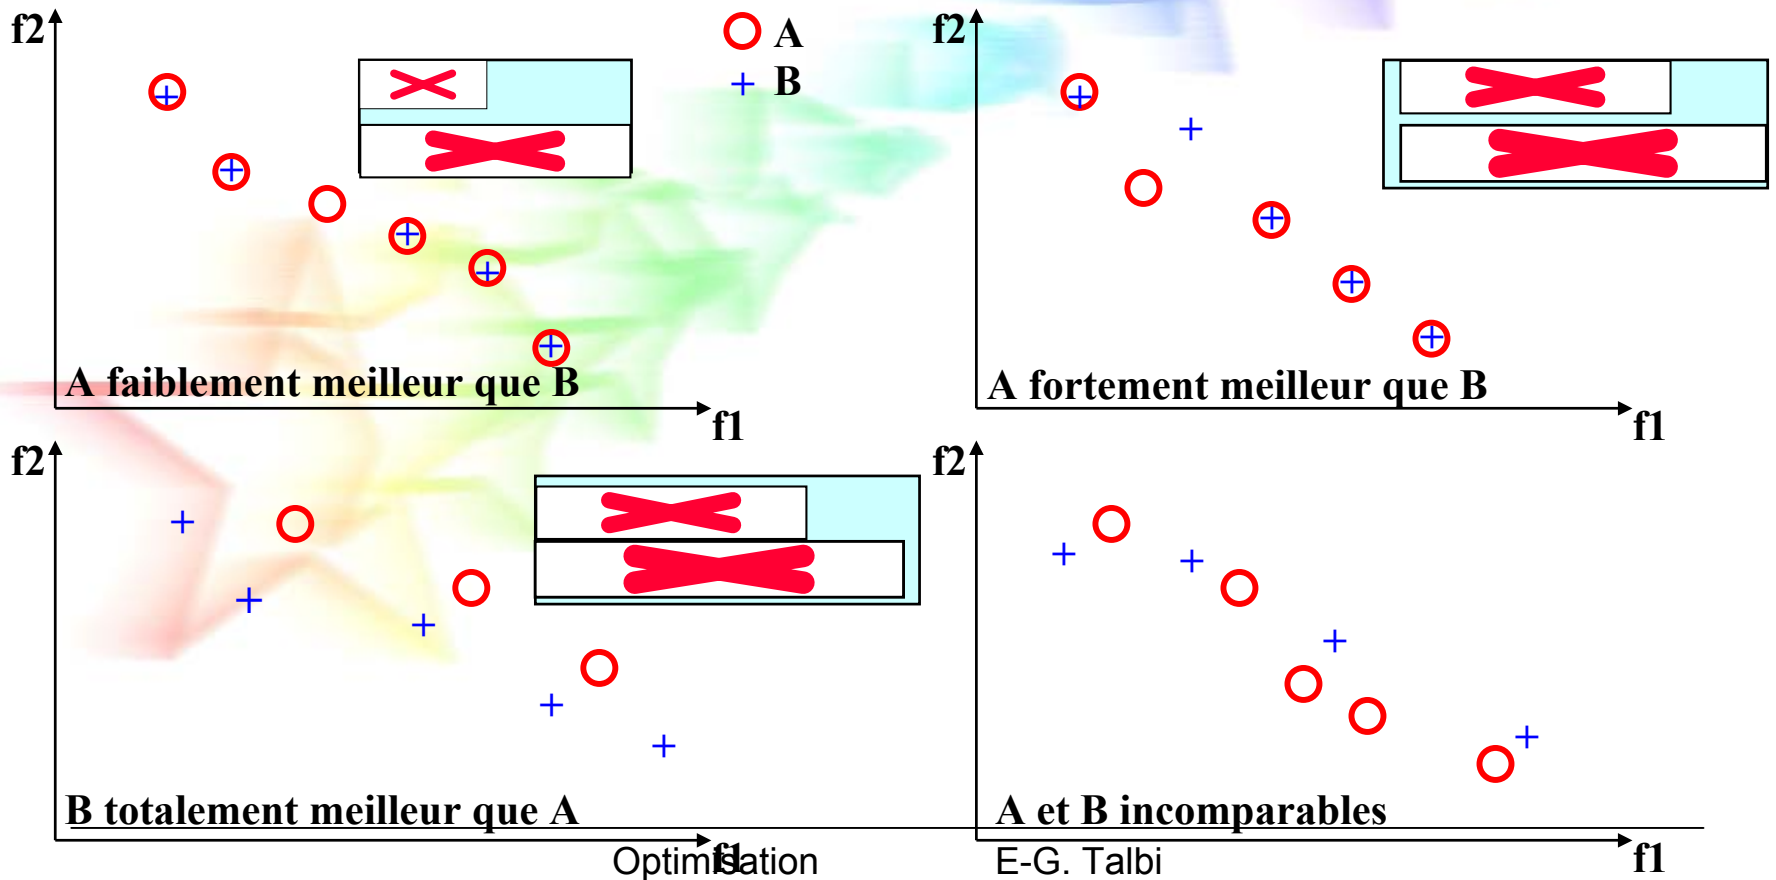 f2
A
B
f2
A faiblement meilleur que B
f1
A fortement meilleur que B
f1
f2
f2
B totalement meilleur que A
f1
A et B incomparables
f1
Optimisation
E-G. Talbi